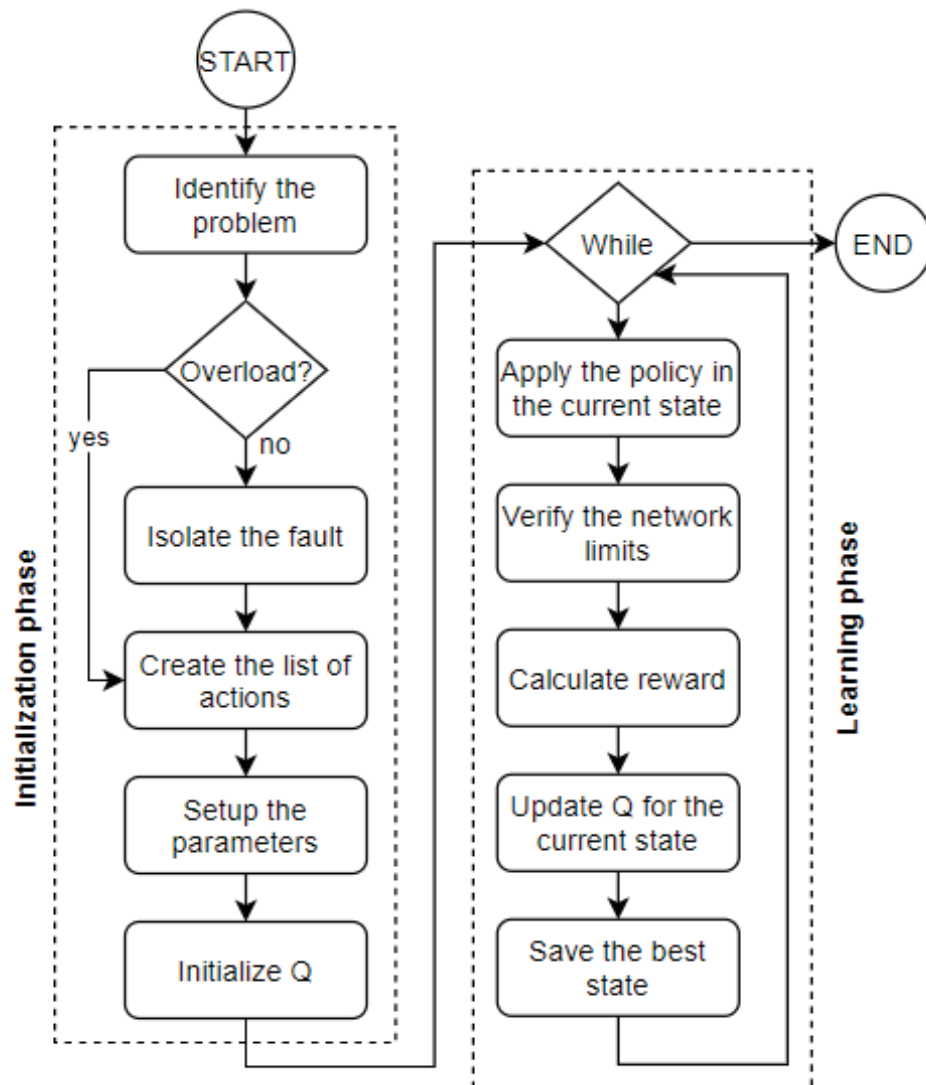 START
Identify the
problem
Overload?
yes
no
Isolate the fault
Create the list of
actions
Setup the
parameters
Initialize Q
Initialization phase
While
END
Apply the policy in
the current state
Verify the network
limits
Calculate reward
Update Q for the
current state
Save the best
state
Learning phase